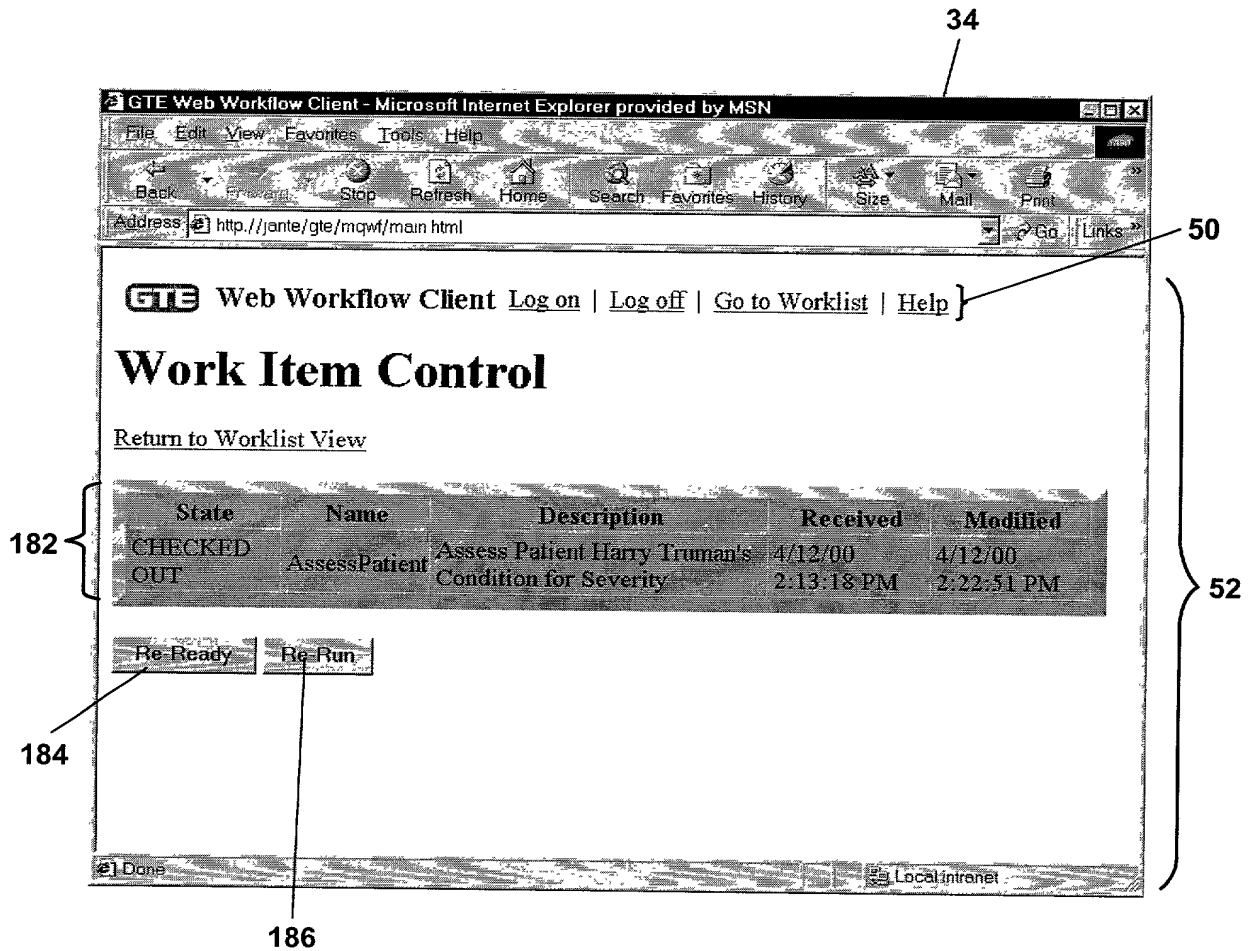 34
GTE Web Workflow Client - Microsoft Internet Explorer provided by MSN
File Edit View Favorites Tools Help
Back Forward Stop Refresh Home Search Favorites History Size Mail Print »
Address http.//jante/gte/mqwf/main html Go Links »
50
GTE Web Workflow Client Log on | Log off | Go to Worklist | Help
Work Item Control
Return to Worklist View
State Name Description Received Modified
CHECKED OUT AssessPatient Assess Patient Harry Truman's Condition for Severity 4/12/00 2:13:18 PM 4/12/00 2:22:51 PM
182
52
Re-Ready Re-Run
184
Done Local intranet
186